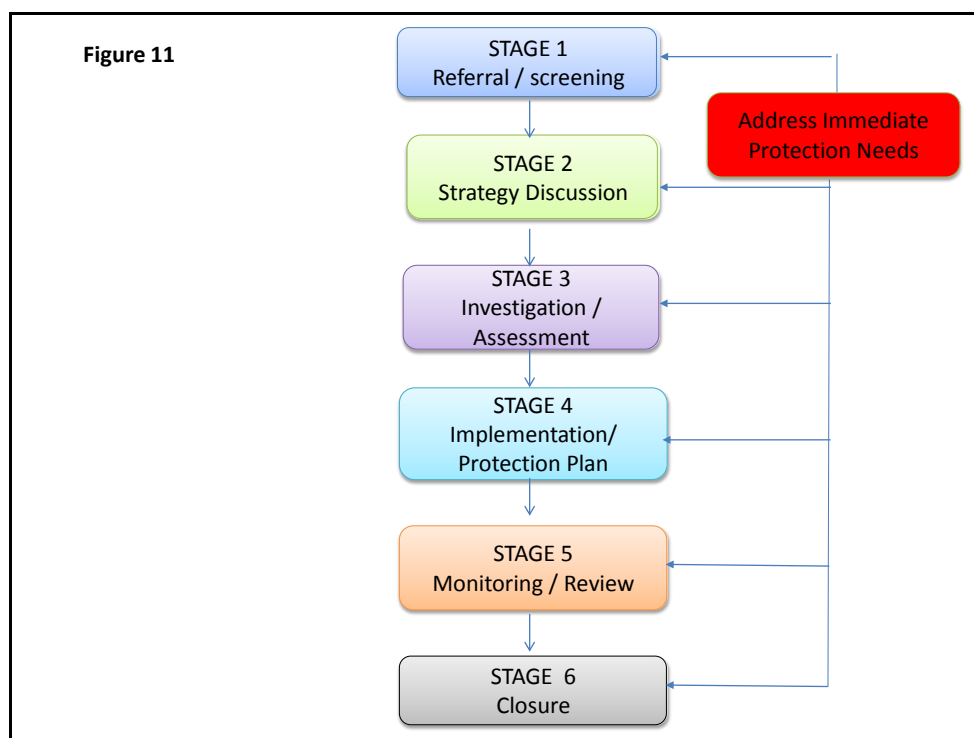 Figure 11
STAGE 1
Referral / screening
Address Immediate
Protection Needs
STAGE 2
Strategy Discussion
STAGE 3
Investigation /
Assessment
STAGE 4
Implementation/
Protection Plan
STAGE 5
Monitoring / Review
STAGE  6
Closure